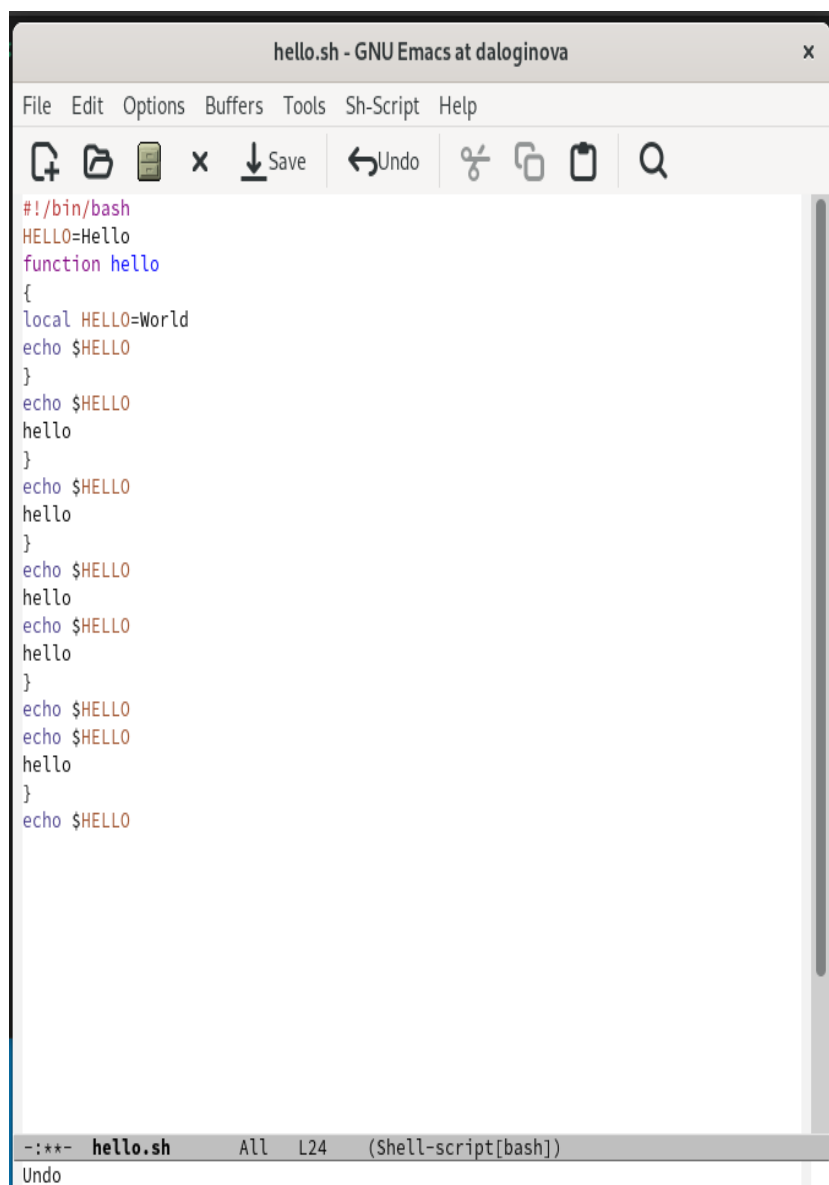 hello.sh - GNU Emacs at daloginova x
File Edit Options Buffers Tools Sh-Script Help
Save Undo
#!/bin/bash
HELLO=Hello
function hello
{
local HELLO=World
echo $HELLO
}
echo $HELLO
hello
}
echo $HELLO
hello
}
echo $HELLO
hello
echo $HELLO
hello
}
echo $HELLO
echo $HELLO
hello
}
echo $HELLO
-:**- hello.sh All L24 (Shell-script[bash])
Undo